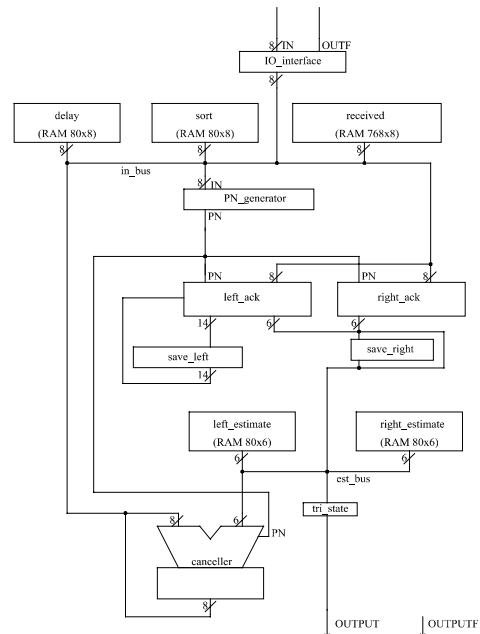 8 IN OUTF
IO_interface
8
delay
(RAM 80x8)
sort
(RAM 80x8)
received
(RAM 768x8)
8 8 8
in_bus
8 IN
PN_generator
PN
PN 8 PN 8
left_ack right_ack
14 6 6
save_left save_right
14
left_estimate
(RAM 80x6)
right_estimate
(RAM 80x6)
6 6
est_bus
tri_state
8 6
PN
canceller
8
OUTPUT OUTPUTF